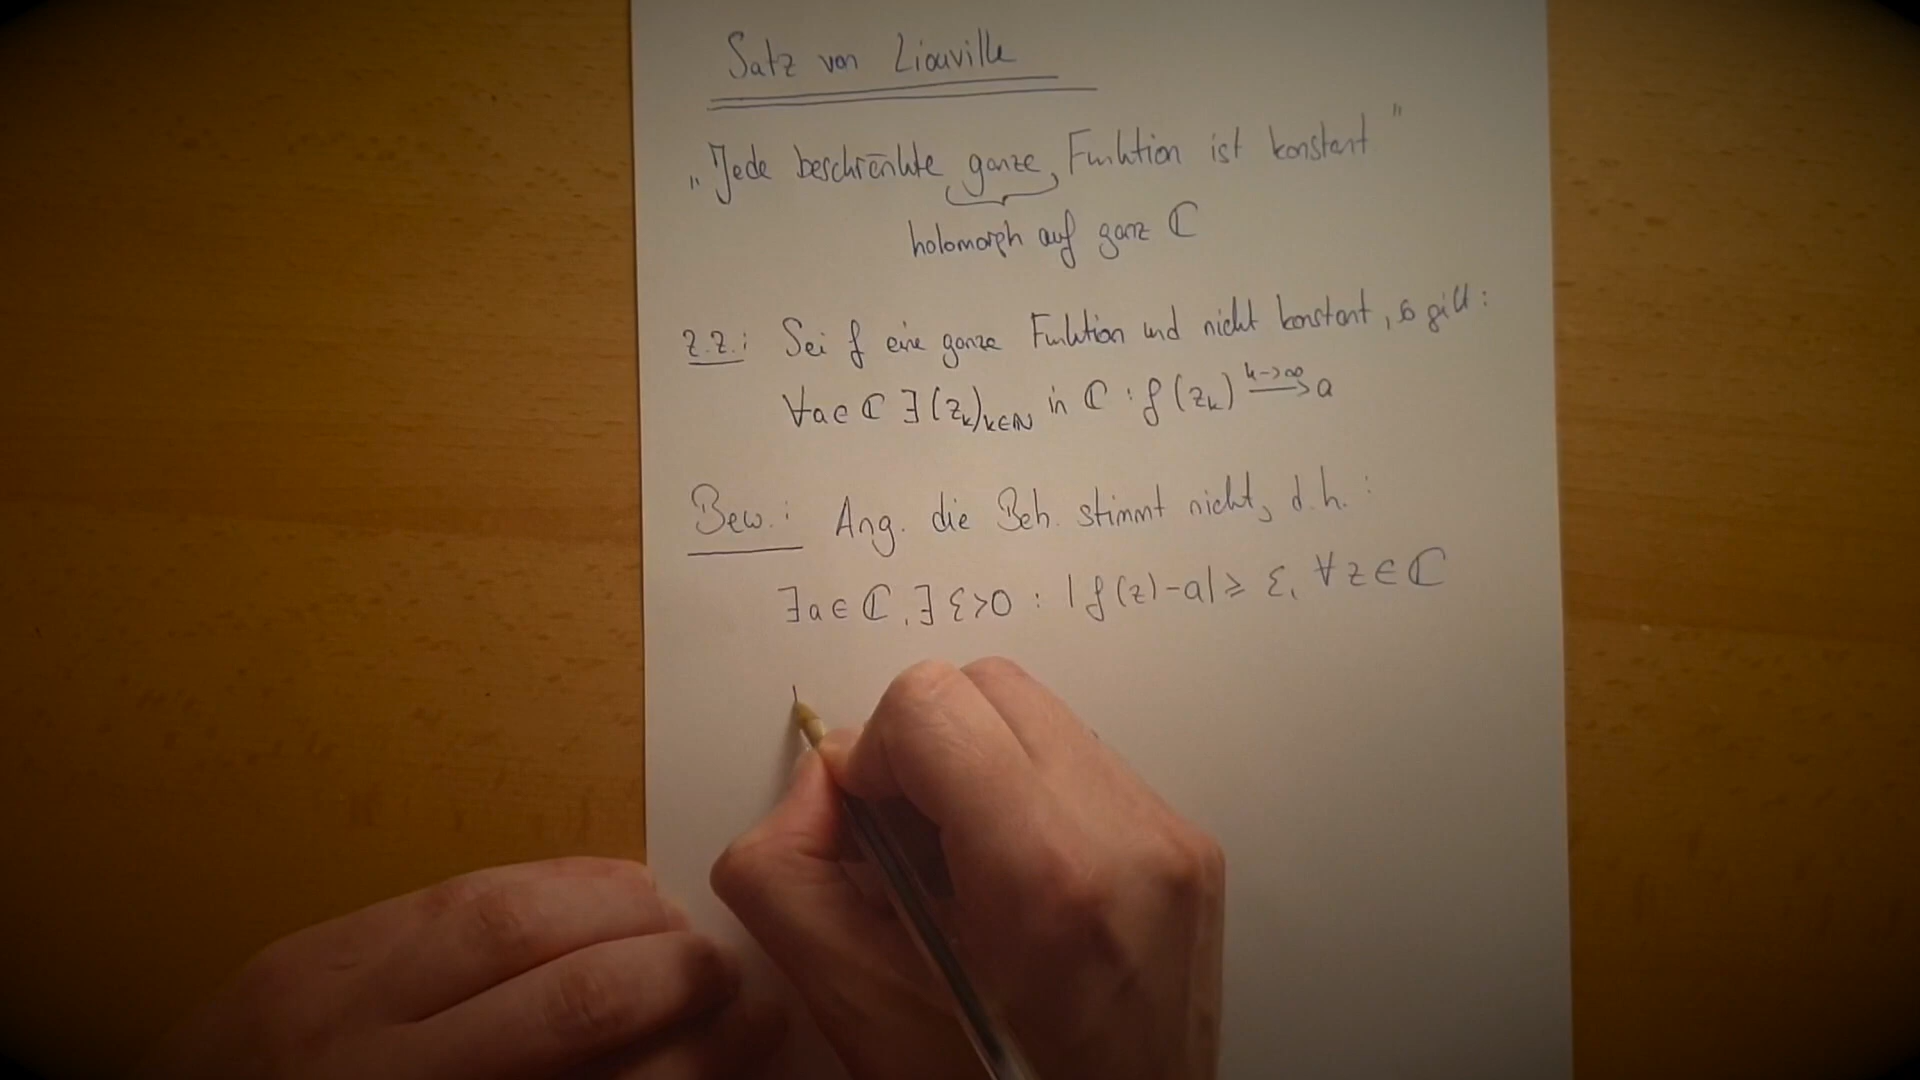 Satz von Liouville
„Jede beschränkte ganze Funktion ist konstant"
holomorph auf ganz ℂ
z.z.: Sei f eine ganze Funktion und nicht konstant, so gilt:
∀a∈ℂ ∃(z_k)_{k∈ℕ} in ℂ : f(z_k) \xrightarrow{k->∞} a
Bew.: Ang. die Beh. stimmt nicht, d.h.:
∃a∈ℂ, ∃ε>0 : |f(z)-a| ≥ ε, ∀z∈ℂ